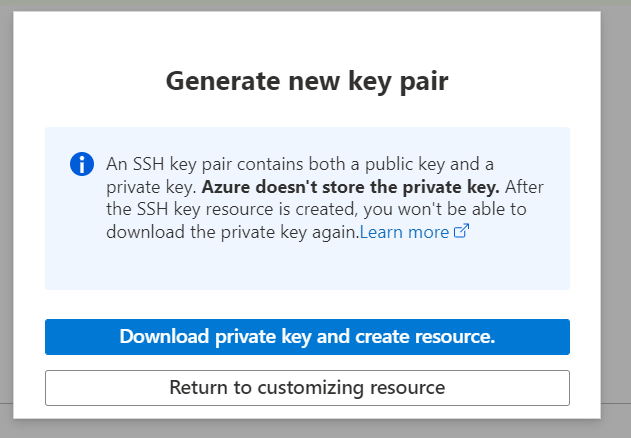 Generate new key pair
An SSH key pair contains both a public key and a
private key. Azure doesn't store the private key. After
the SSH key resource is created, you won't be able to
download the private key again.Learn more
Download private key and create resource.
Return to customizing resource